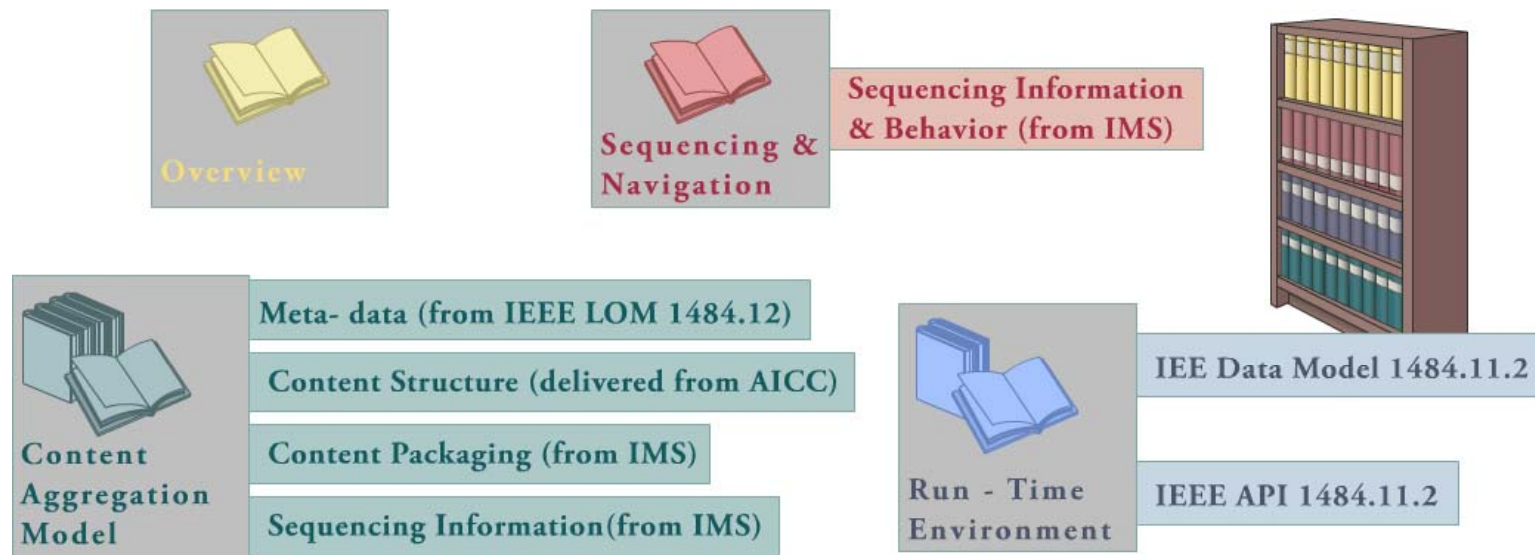 Overview
Sequencing &
Navigation
Sequencing Information
& Behavior (from IMS)
Content
Aggregation
Model
Meta- data (from IEEE LOM 1484.12)
Content Structure (delivered from AICC)
Content Packaging (from IMS)
Sequencing Information(from IMS)
Run - Time
Environment
IEE Data Model 1484.11.2
IEEE API 1484.11.2